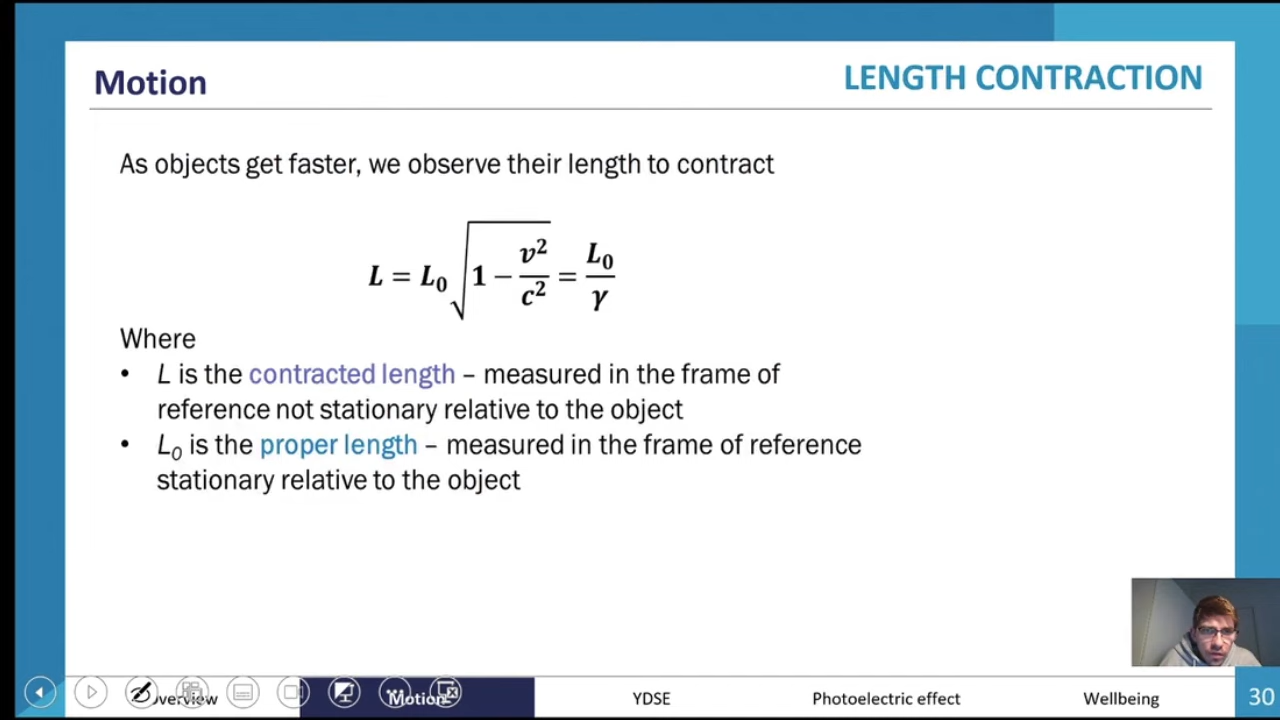 Motion
LENGTH CONTRACTION
As objects get faster, we observe their length to contract
L = L₀ √(1 − v²/c²) = L₀/γ
Where
• L is the contracted length – measured in the frame of
reference not stationary relative to the object
• L₀ is the proper length – measured in the frame of reference
stationary relative to the object
Overview Motion YDSE Photoelectric effect Wellbeing 30